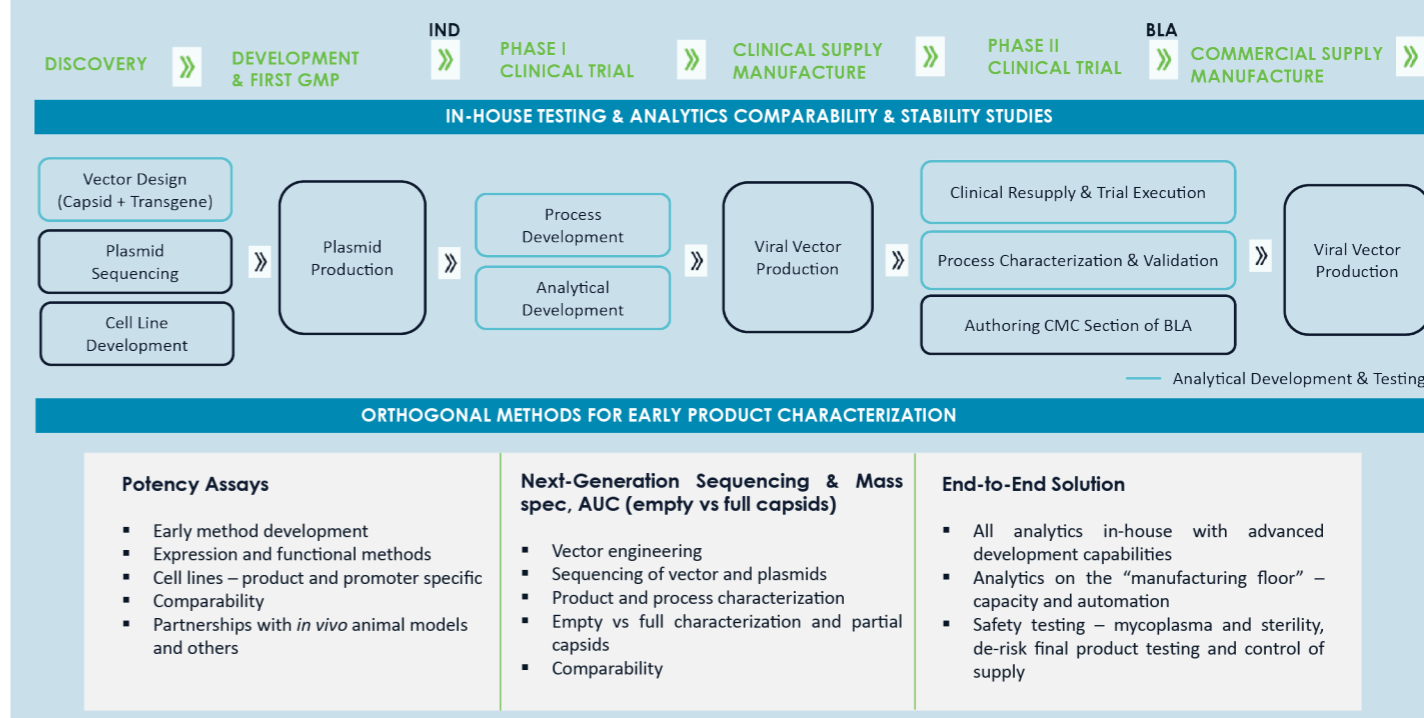 IND
BLA
DISCOVERY
DEVELOPMENT
& FIRST GMP
PHASE I
CLINICAL TRIAL
CLINICAL SUPPLY
MANUFACTURE
PHASE II
CLINICAL TRIAL
COMMERCIAL SUPPLY
MANUFACTURE
IN-HOUSE TESTING & ANALYTICS COMPARABILITY & STABILITY STUDIES
Vector Design
(Capsid + Transgene)
Plasmid
Sequencing
Cell Line
Development
Plasmid
Production
Process
Development
Analytical
Development
Viral Vector
Production
Clinical Resupply & Trial Execution
Process Characterization & Validation
Authoring CMC Section of BLA
Viral Vector
Production
Analytical Development & Testing
ORTHOGONAL METHODS FOR EARLY PRODUCT CHARACTERIZATION
Potency Assays
▪ Early method development
▪ Expression and functional methods
▪ Cell lines – product and promoter specific
▪ Comparability
▪ Partnerships with in vivo animal models
and others
Next-Generation Sequencing & Mass
spec, AUC (empty vs full capsids)
▪ Vector engineering
▪ Sequencing of vector and plasmids
▪ Product and process characterization
▪ Empty vs full characterization and partial
capsids
▪ Comparability
End-to-End Solution
▪ All analytics in-house with advanced
development capabilities
▪ Analytics on the “manufacturing floor” –
capacity and automation
▪ Safety testing – mycoplasma and sterility,
de-risk final product testing and control of
supply